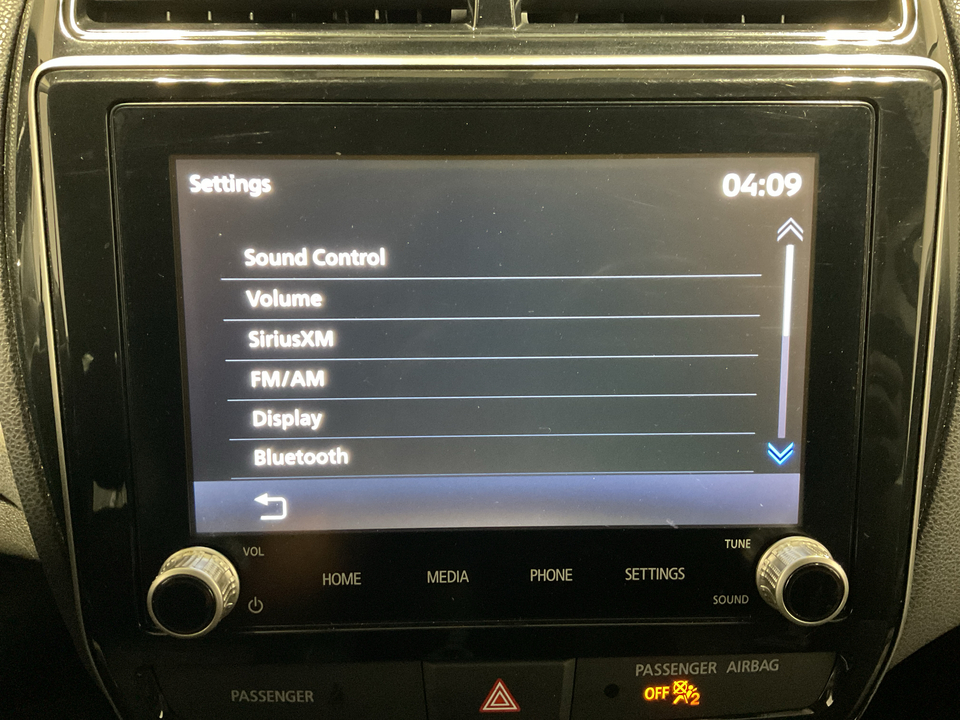 Settings
04:09
Sound Control
Volume
SiriusXM
FM/AM
Display
Bluetooth
VOL
TUNE
HOME
MEDIA
PHONE
SETTINGS
SOUND
PASSENGER
PASSENGER AIRBAG
OFF
2